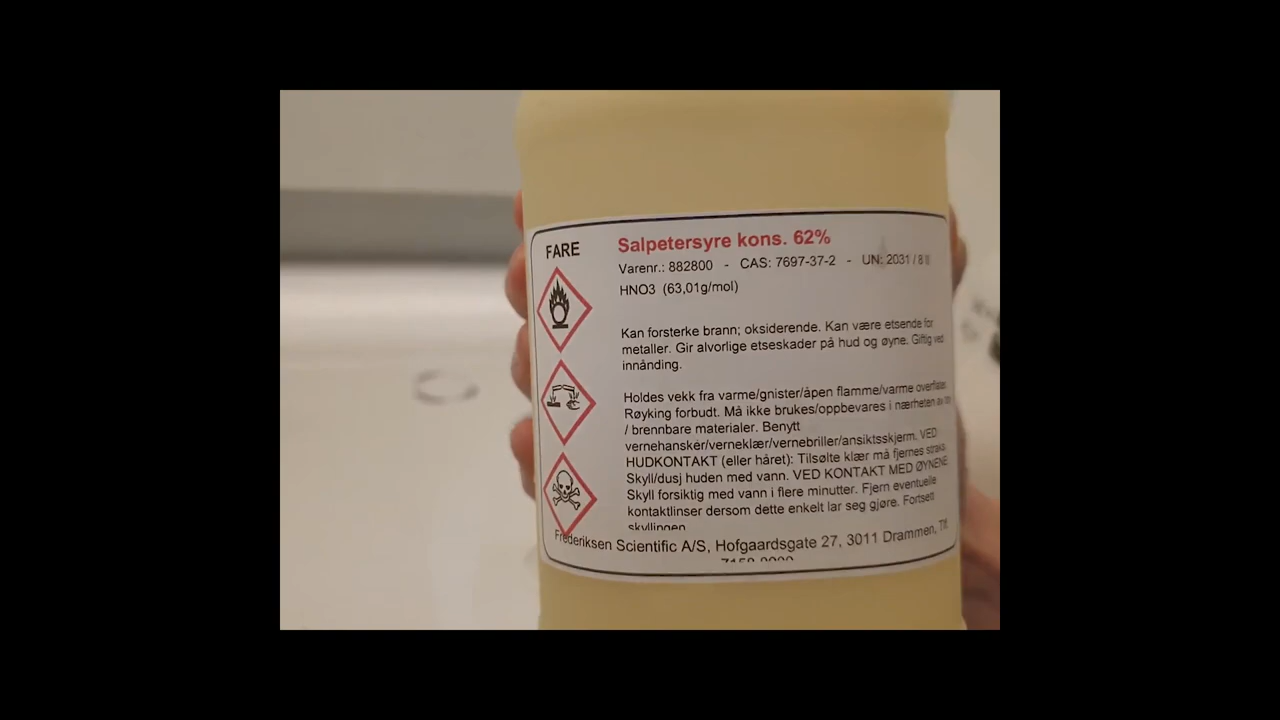 FARE
Salpetersyre kons. 62%
Varenr.: 882800 - CAS: 7697-37-2 - UN: 2031 / 8 II
HNO3 (63,01g/mol)
Kan forsterke brann; oksiderende. Kan være etsende for
metaller. Gir alvorlige etseskader på hud og øyne. Giftig ved
innånding.
Holdes vekk fra varme/gnister/åpen flamme/varme
Røyking forbudt. Må ikke brukes/oppbevares i nærheten av
/ brennbare materialer. Benytt
vernehansker/verneklær/vernebriller/ansiktsskjerm. VED
HUDKONTAKT (eller håret): Tilsølte klær må fjernes straks.
Skyll/dusj huden med vann. VED KONTAKT MED ØYNENE
Skyll forsiktig med vann i flere minutter. Fjern eventuelle
kontaktlinser dersom dette enkelt lar seg gjøre. Fortsett
skyllingen
Frederiksen Scientific A/S, Hofgaardsgate 27, 3011 Drammen, Tlf